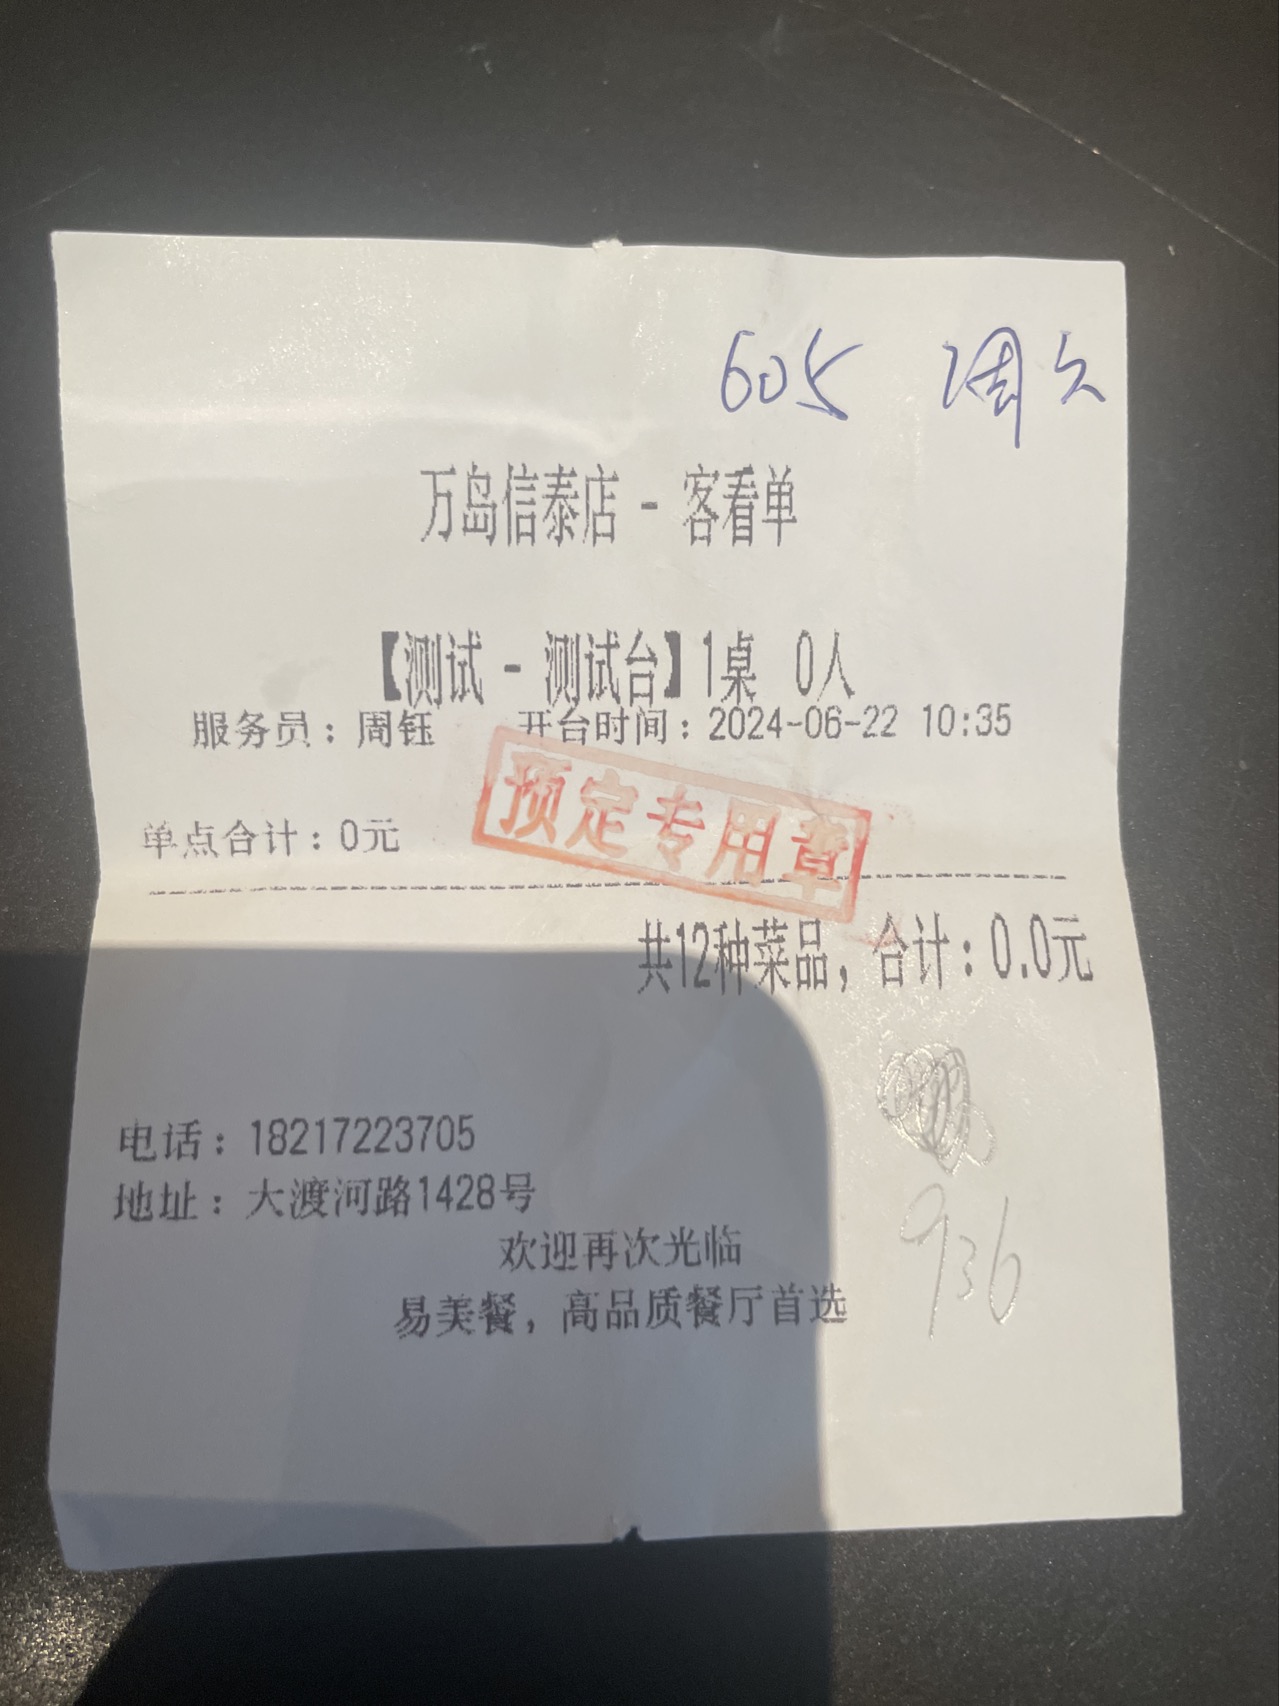 605 周夕
万岛信泰店 - 客看单
【测试 - 测试台】1桌 0人
服务员：周钰 开台时间：2024-06-22 10:35
预定专用章
单点合计：0元
共12种菜品，合计：0.0元
936
电话：18217223705
地址：大渡河路1428号
欢迎再次光临
易美餐，高品质餐厅首选